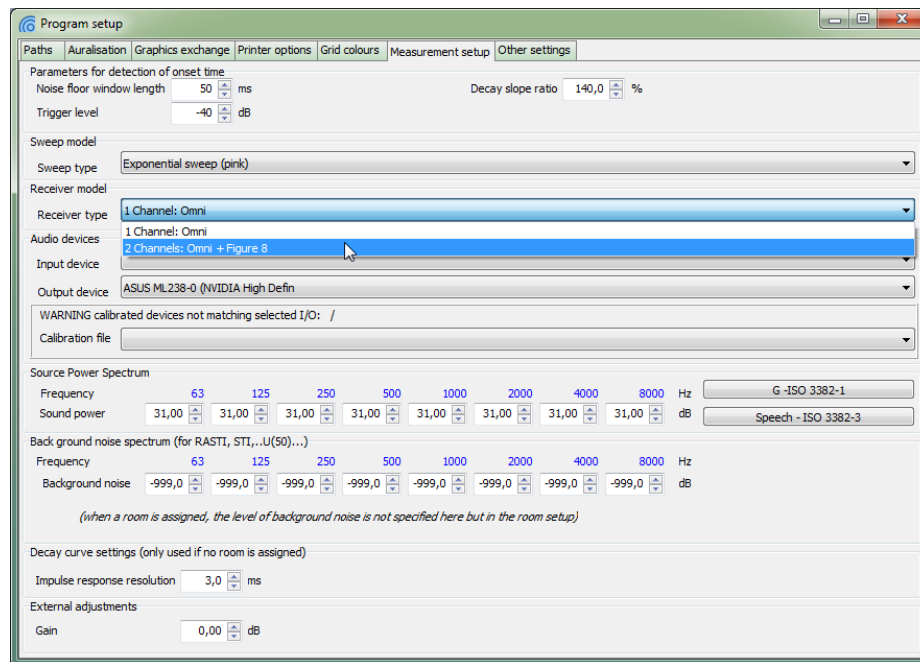 Program setup
Paths Auralisation Graphics exchange Printer options Grid colours Measurement setup Other settings
Parameters for detection of onset time
Noise floor window length 50 ms Decay slope ratio 140,0 %
Trigger level -40 dB
Sweep model
Sweep type Exponential sweep (pink)
Receiver model
Receiver type 1 Channel: Omni
1 Channel: Omni
Audio devices
2 Channels: Omni + Figure 8
Input device
Output device ASUS ML238-0 (NVIDIA High Defin
WARNING calibrated devices not matching selected I/O: /
Calibration file
Source Power Spectrum
Frequency 63 125 250 500 1000 2000 4000 8000 Hz G -ISO 3382-1
Sound power 31,00 31,00 31,00 31,00 31,00 31,00 31,00 31,00 dB Speech - ISO 3382-3
Back ground noise spectrum (for RASTI, STI,..U(50)...)
Frequency 63 125 250 500 1000 2000 4000 8000 Hz
Background noise -999,0 -999,0 -999,0 -999,0 -999,0 -999,0 -999,0 -999,0 dB
(when a room is assigned, the level of background noise is not specified here but in the room setup)
Decay curve settings (only used if no room is assigned)
Impulse response resolution 3,0 ms
External adjustments
Gain 0,00 dB